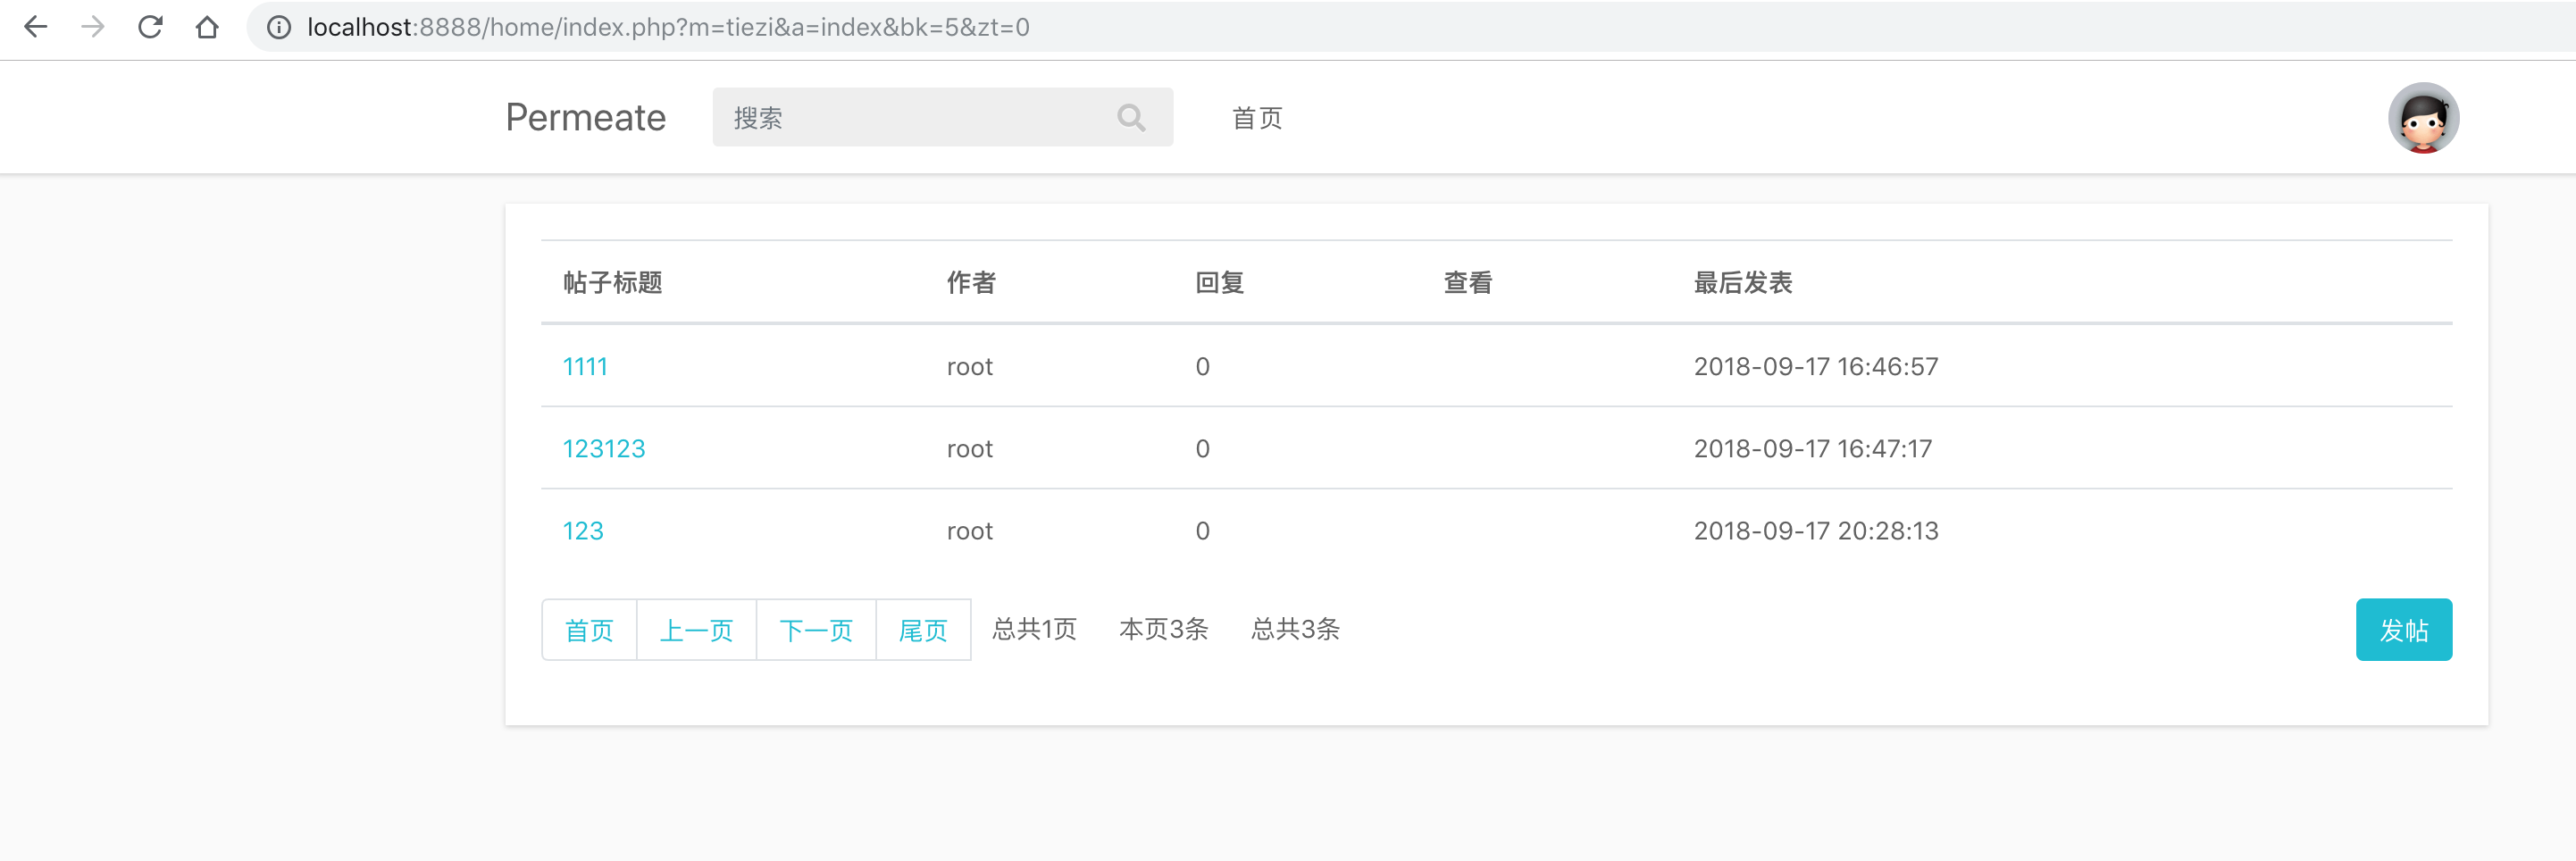 localhost:8888/home/index.php?m=tiezi&a=index&bk=5&zt=0
Permeate 搜索 首页
帖子标题 作者 回复 查看 最后发表
1111 root 0 2018-09-17 16:46:57
123123 root 0 2018-09-17 16:47:17
123 root 0 2018-09-17 20:28:13
首页 上一页 下一页 尾页 总共1页 本页3条 总共3条 发帖